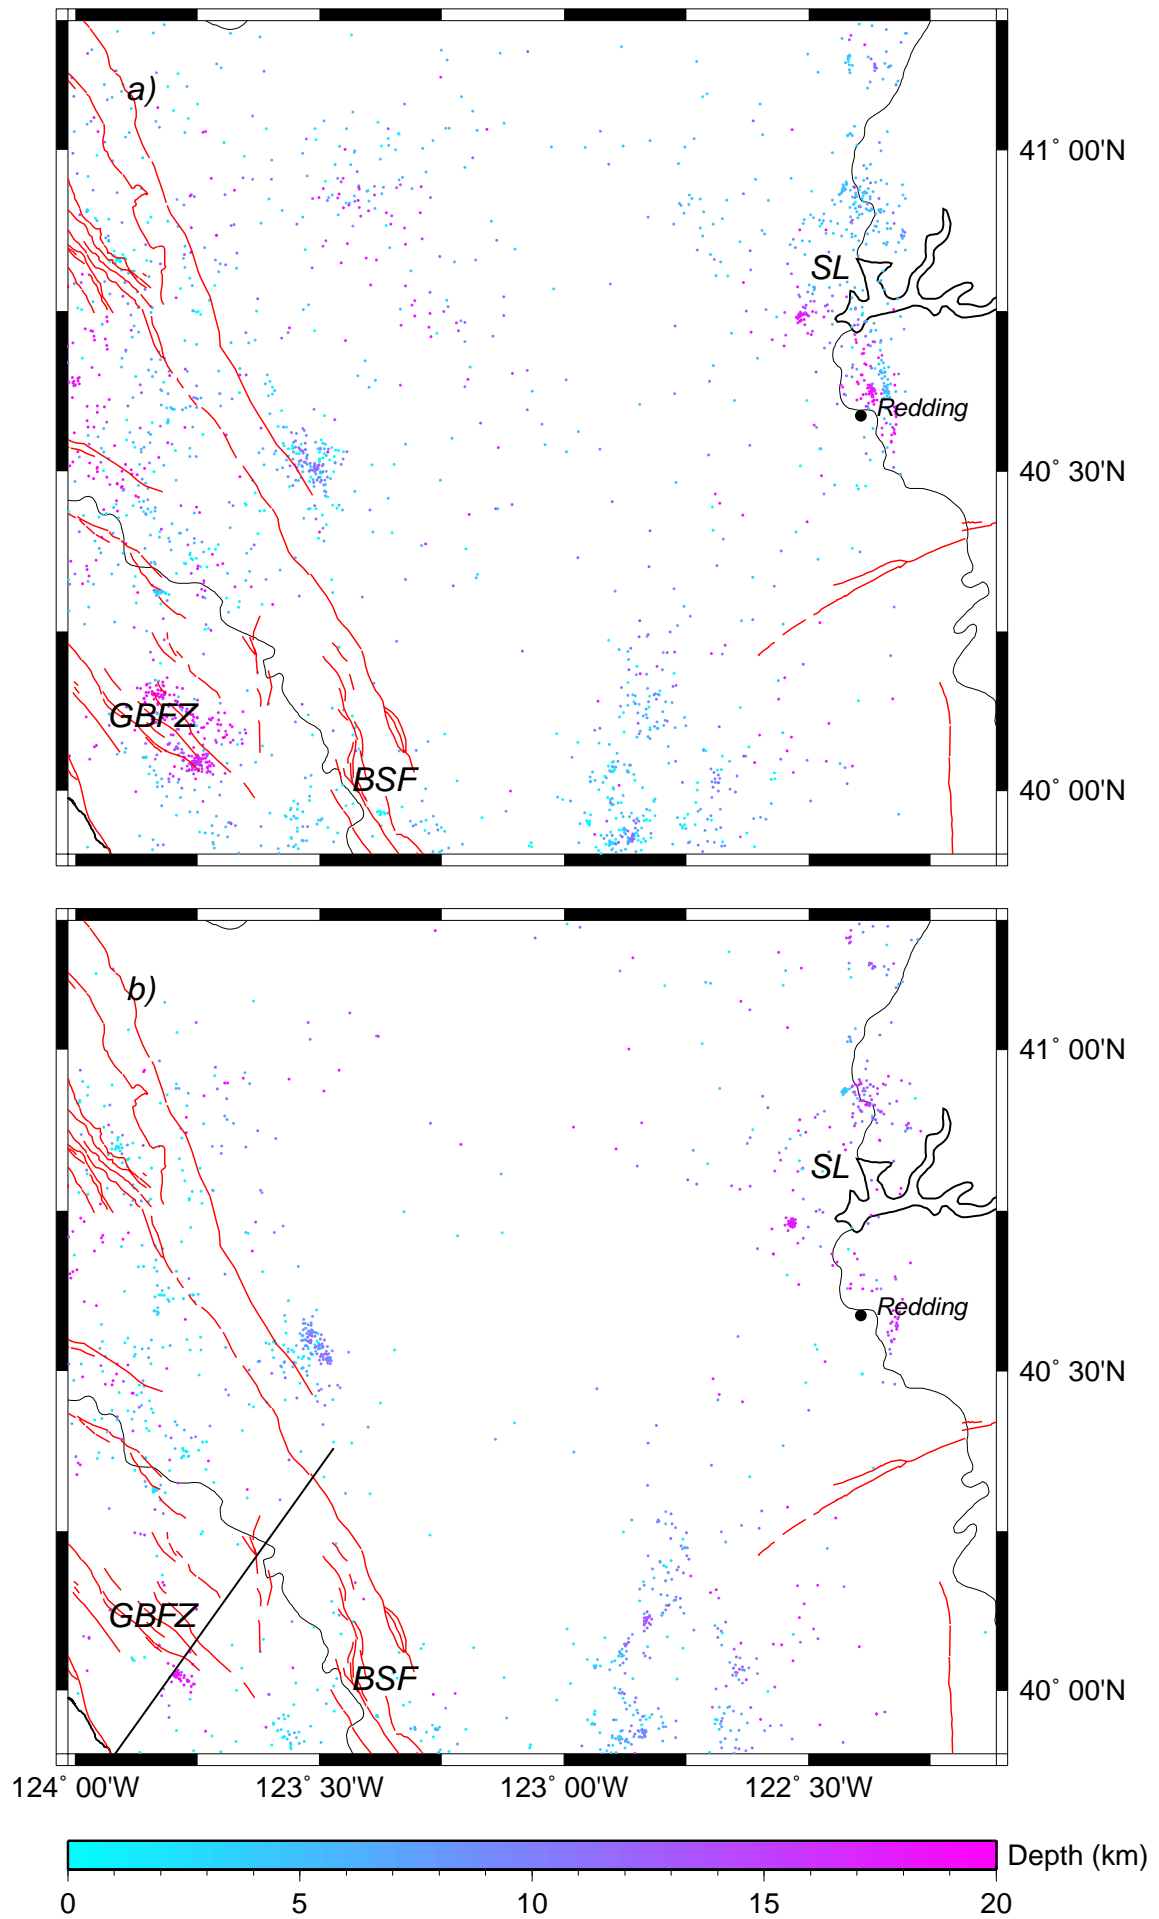 a)
41° 00'N
SL
Redding
40° 30'N
GBFZ
BSF
40° 00'N
b)
41° 00'N
SL
Redding
40° 30'N
GBFZ
BSF
40° 00'N
124° 00'W 123° 30'W 123° 00'W 122° 30'W
Depth (km)
0 5 10 15 20